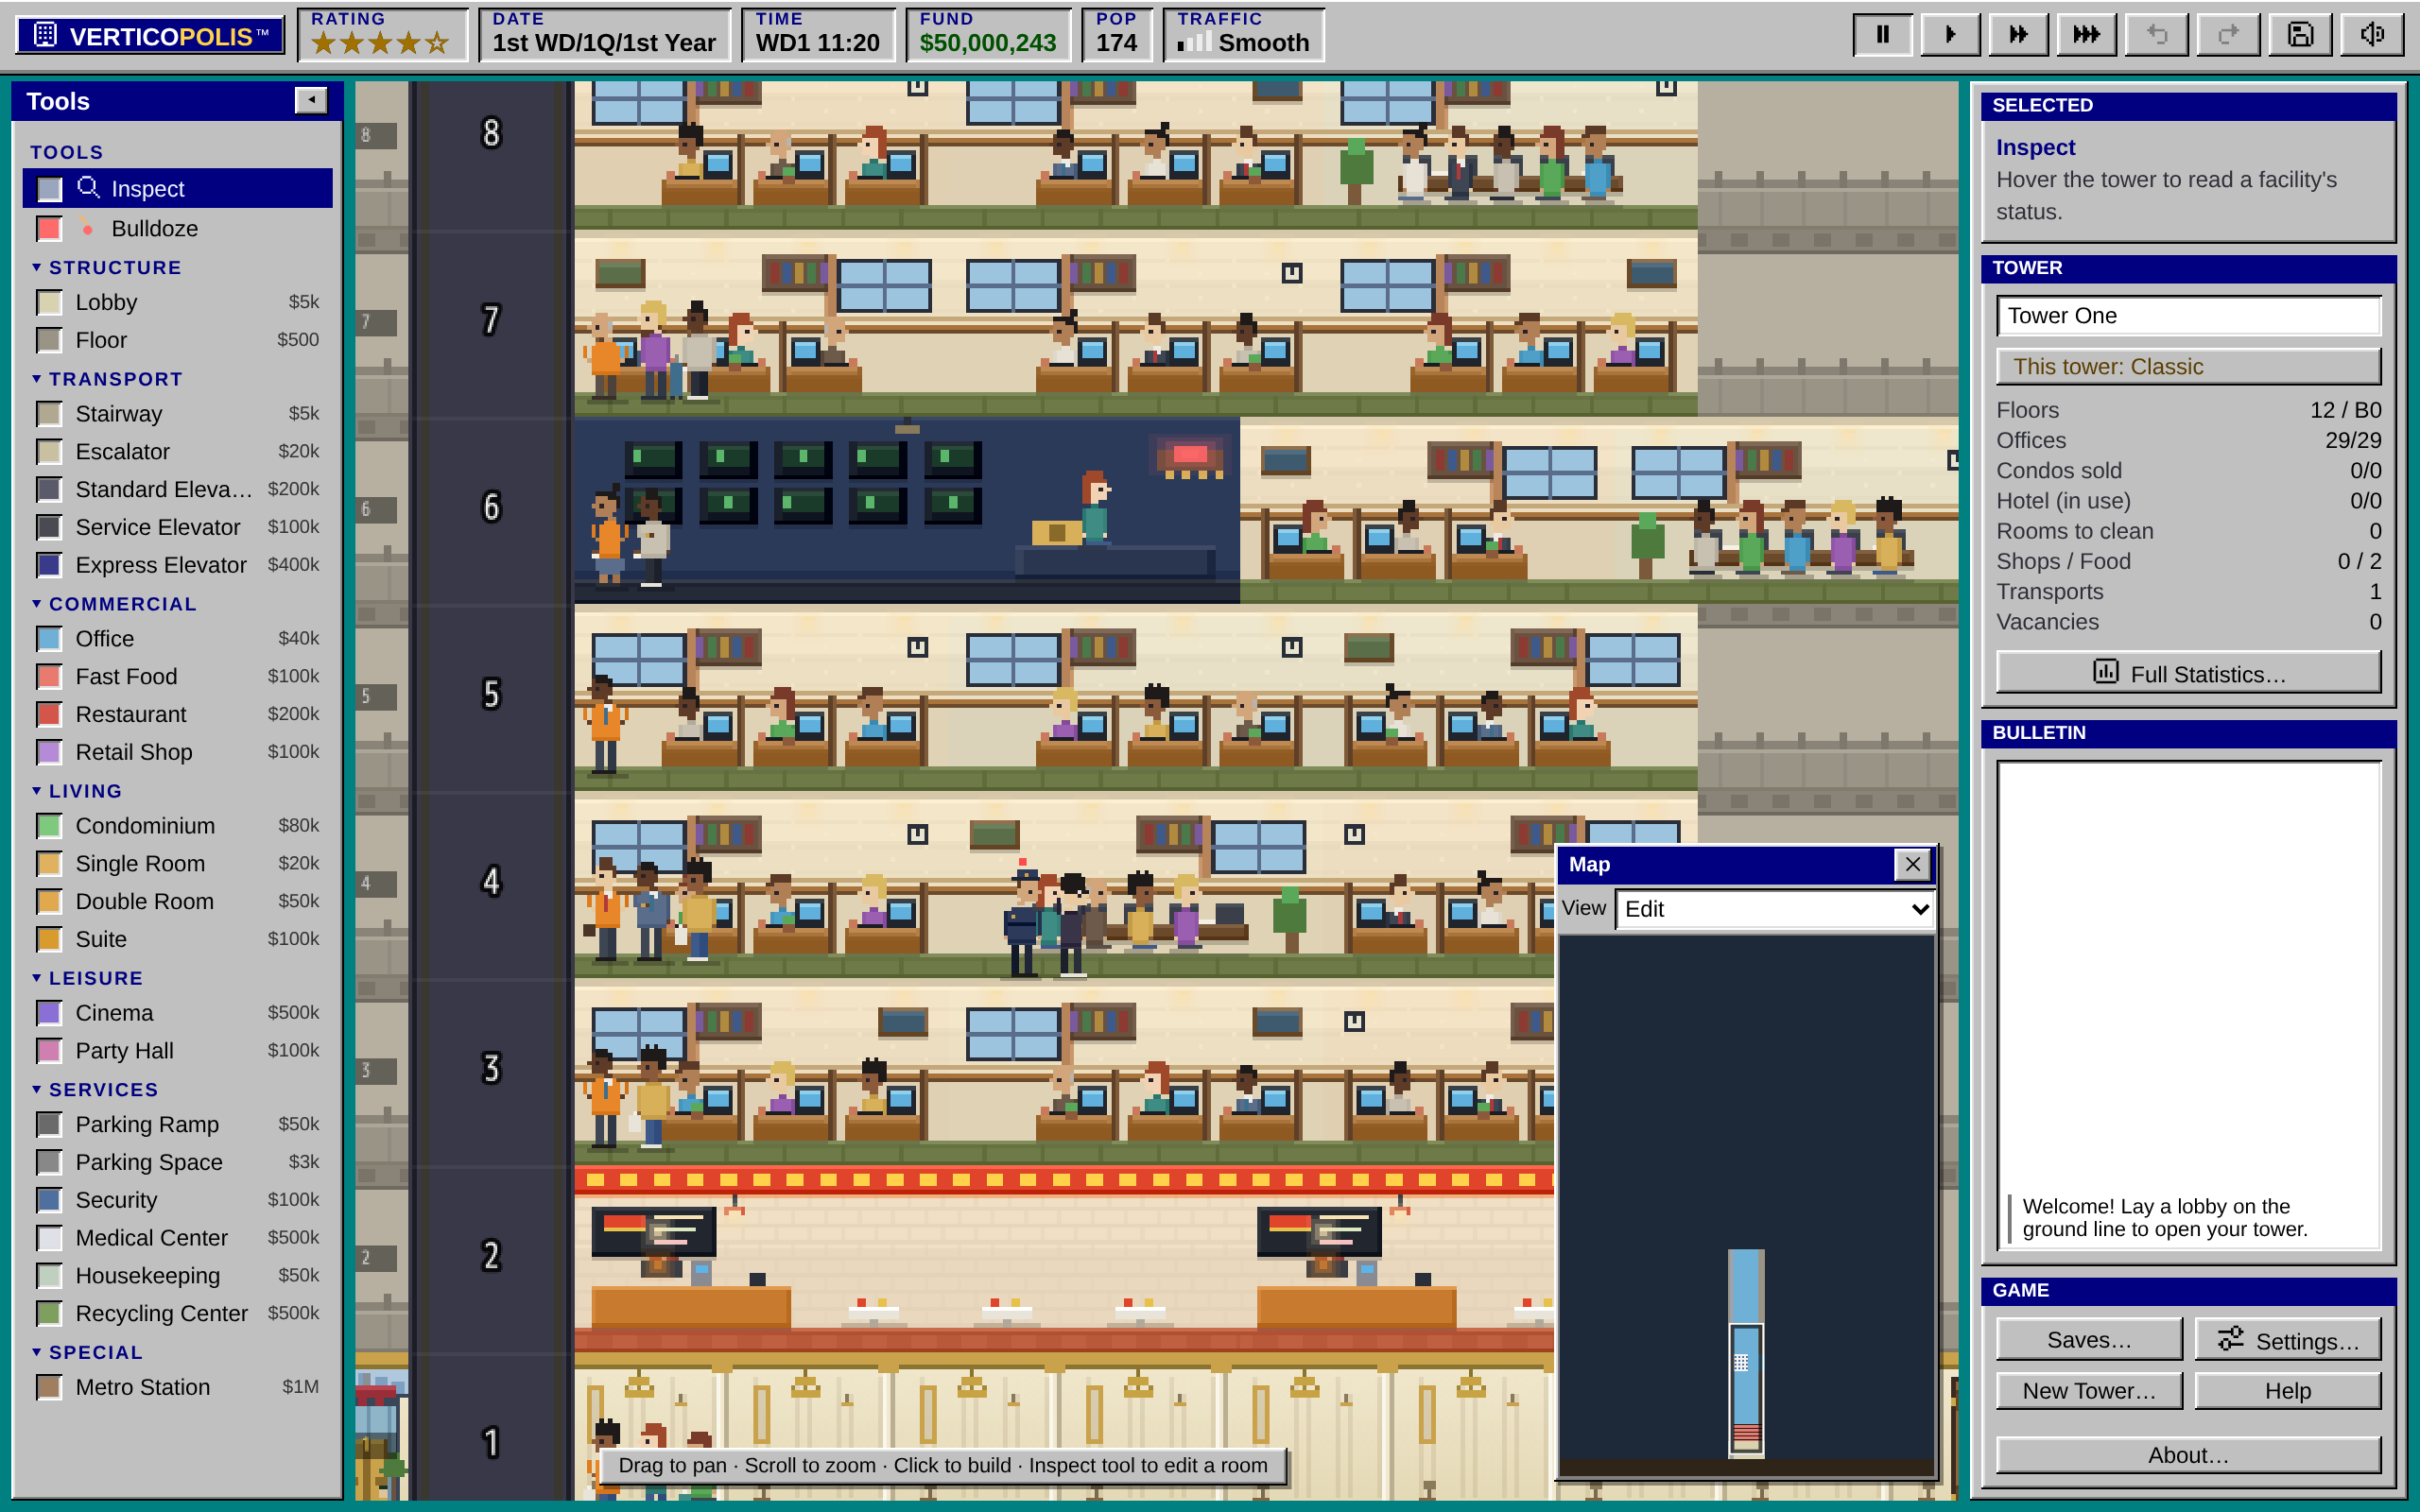 VERTICOPOLIS™
RATING
DATE
1st WD/1Q/1st Year
TIME
WD1 11:20
FUND
$50,000,243
POP
174
TRAFFIC
Smooth
Tools
TOOLS
Inspect
Bulldoze
STRUCTURE
Lobby $5k
Floor $500
TRANSPORT
Stairway $5k
Escalator $20k
Standard Eleva… $200k
Service Elevator $100k
Express Elevator $400k
COMMERCIAL
Office $40k
Fast Food $100k
Restaurant $200k
Retail Shop $100k
LIVING
Condominium $80k
Single Room $20k
Double Room $50k
Suite $100k
LEISURE
Cinema $500k
Party Hall $100k
SERVICES
Parking Ramp $50k
Parking Space $3k
Security $100k
Medical Center $500k
Housekeeping $50k
Recycling Center $500k
SPECIAL
Metro Station $1M
8 8
7 7
6 6
5 5
4 4
3 3
2 2
1 1
Drag to pan · Scroll to zoom · Click to build · Inspect tool to edit a room
Map
View Edit
SELECTED
Inspect
Hover the tower to read a facility's
status.
TOWER
Tower One
This tower: Classic
Floors 12 / B0
Offices 29/29
Condos sold 0/0
Hotel (in use) 0/0
Rooms to clean 0
Shops / Food 0 / 2
Transports 1
Vacancies 0
Full Statistics…
BULLETIN
Welcome! Lay a lobby on the
ground line to open your tower.
GAME
Saves…
Settings…
New Tower…
Help
About…